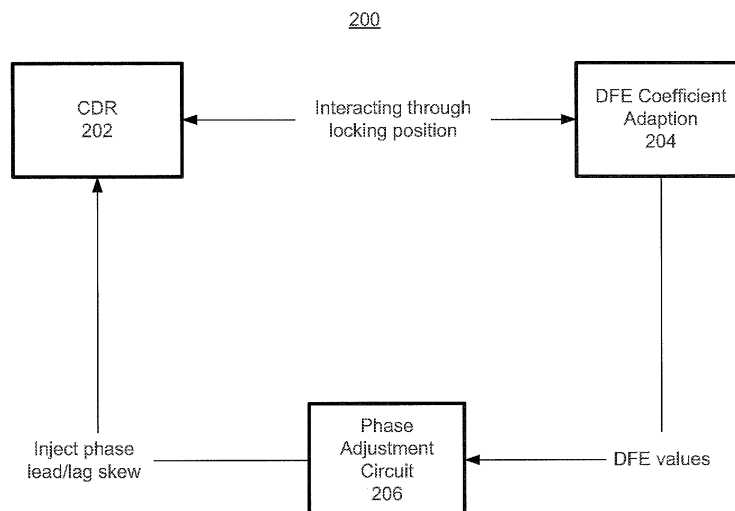 200
CDR
202
Interacting through
locking position
DFE Coefficient
Adaption
204
Inject phase
lead/lag skew
Phase
Adjustment
Circuit
206
DFE values